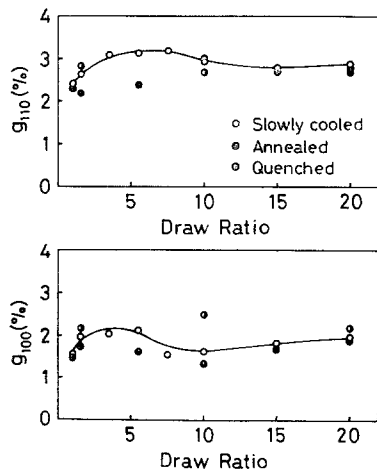 g110 (%)
4
3
2
1
0
○ Slowly cooled
Annealed
Quenched
5 10 15 20
Draw Ratio
g100 (%)
4
3
2
1
0
5 10 15 20
Draw Ratio